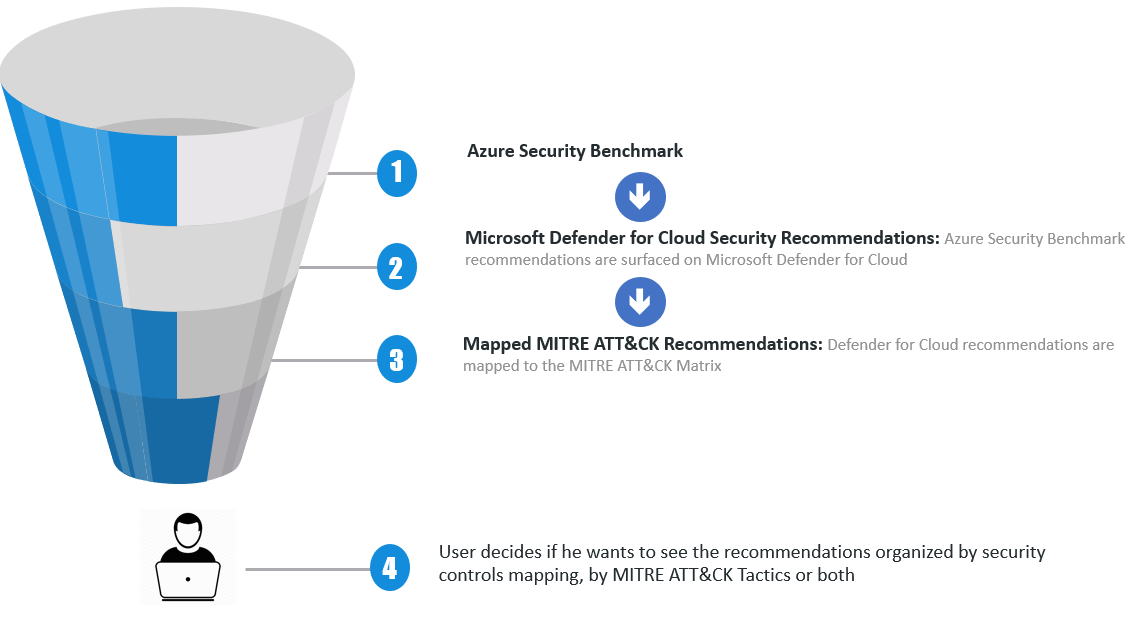 1
Azure Security Benchmark
2
Microsoft Defender for Cloud Security Recommendations: Azure Security Benchmark
recommendations are surfaced on Microsoft Defender for Cloud
3
Mapped MITRE ATT&CK Recommendations: Defender for Cloud recommendations are
mapped to the MITRE ATT&CK Matrix
4
User decides if he wants to see the recommendations organized by security
controls mapping, by MITRE ATT&CK Tactics or both